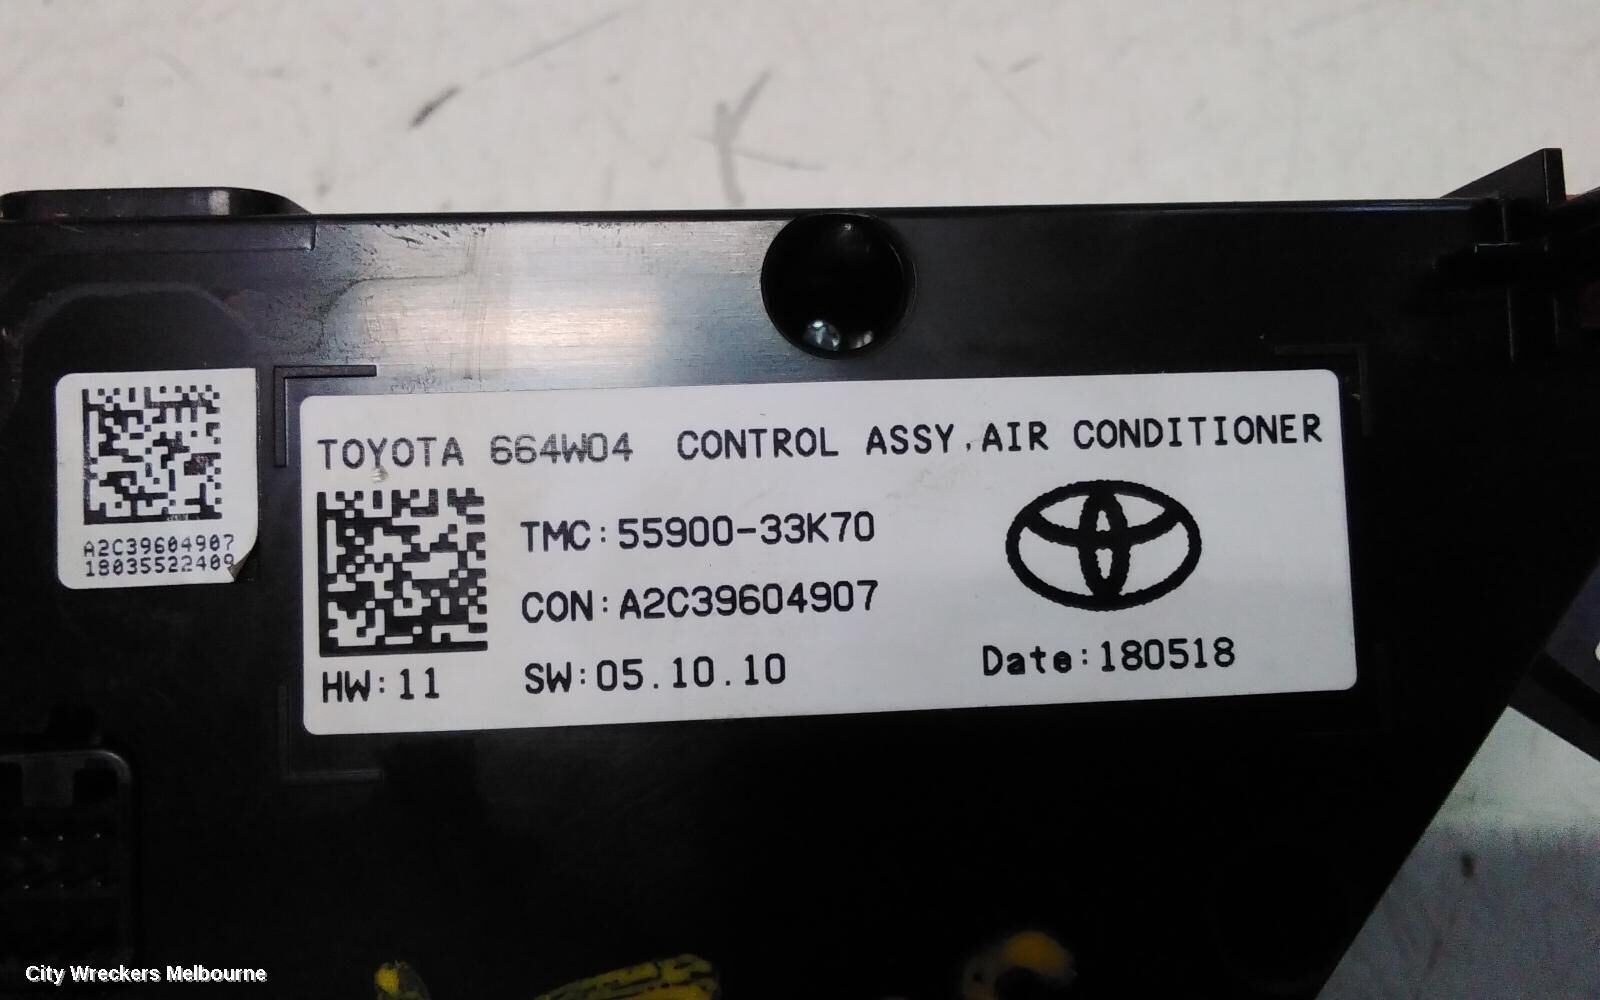 TOYOTA 664W04 CONTROL ASSY,AIR CONDITIONER
TMC:55900-33K70
CON:A2C39604907
HW:11 SW:05.10.10 Date:180518
A2C39604907
18035522409
City Wreckers Melbourne